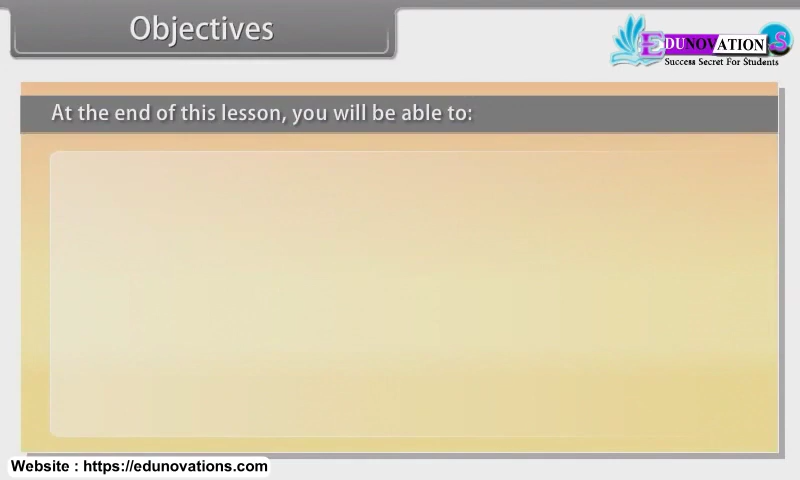 Objectives
EDUNOVATIONS
Success Secret For Students
At the end of this lesson, you will be able to:
Website : https://edunovations.com